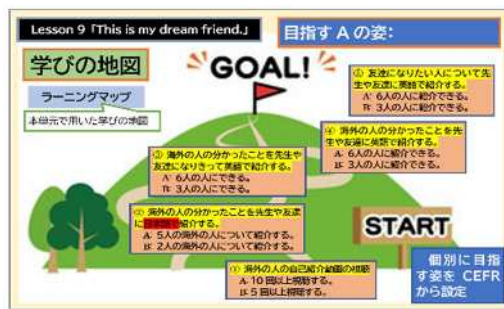 Lesson 9 「This is my dream friend.」
目指す A の姿：
学びの地図
ラーニングマップ
本単元で用いた学びの地図
GOAL!
⑤ 友達になりたい人について先
生や友達に英語で紹介する。
A: 6人の人に紹介できる。
B: 3人の人に紹介できる。
④ 海外の人の分かったことを先
生や友達に英語で紹介する。
A: 6人の人に紹介できる。
B: 3人の人に紹介できる。
③ 海外の人の分かったことを先生や
友達になりきって英語で紹介する。
A: 6人の人にできる。
B: 3人の人にできる。
② 海外の人の分かったことを先生や友達
に日本語で紹介する。
A: 5人の海外の人について紹介する。
B: 2人の海外の人について紹介する。
① 海外の人の自己紹介動画の視聴
A: 10回以上視聴する。
B: 5回以上視聴する。
START
個別に目指
す姿を CEFR
から設定